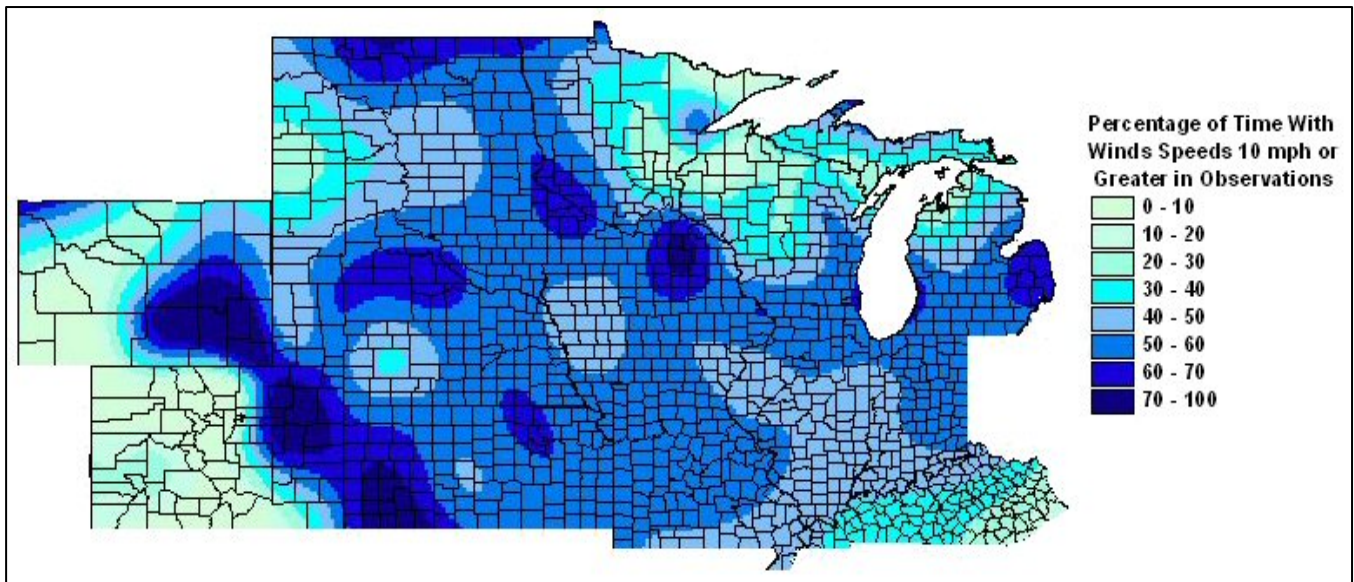 Percentage of Time With
Winds Speeds 10 mph or
Greater in Observations
0 - 10
10 - 20
20 - 30
30 - 40
40 - 50
50 - 60
60 - 70
70 - 100